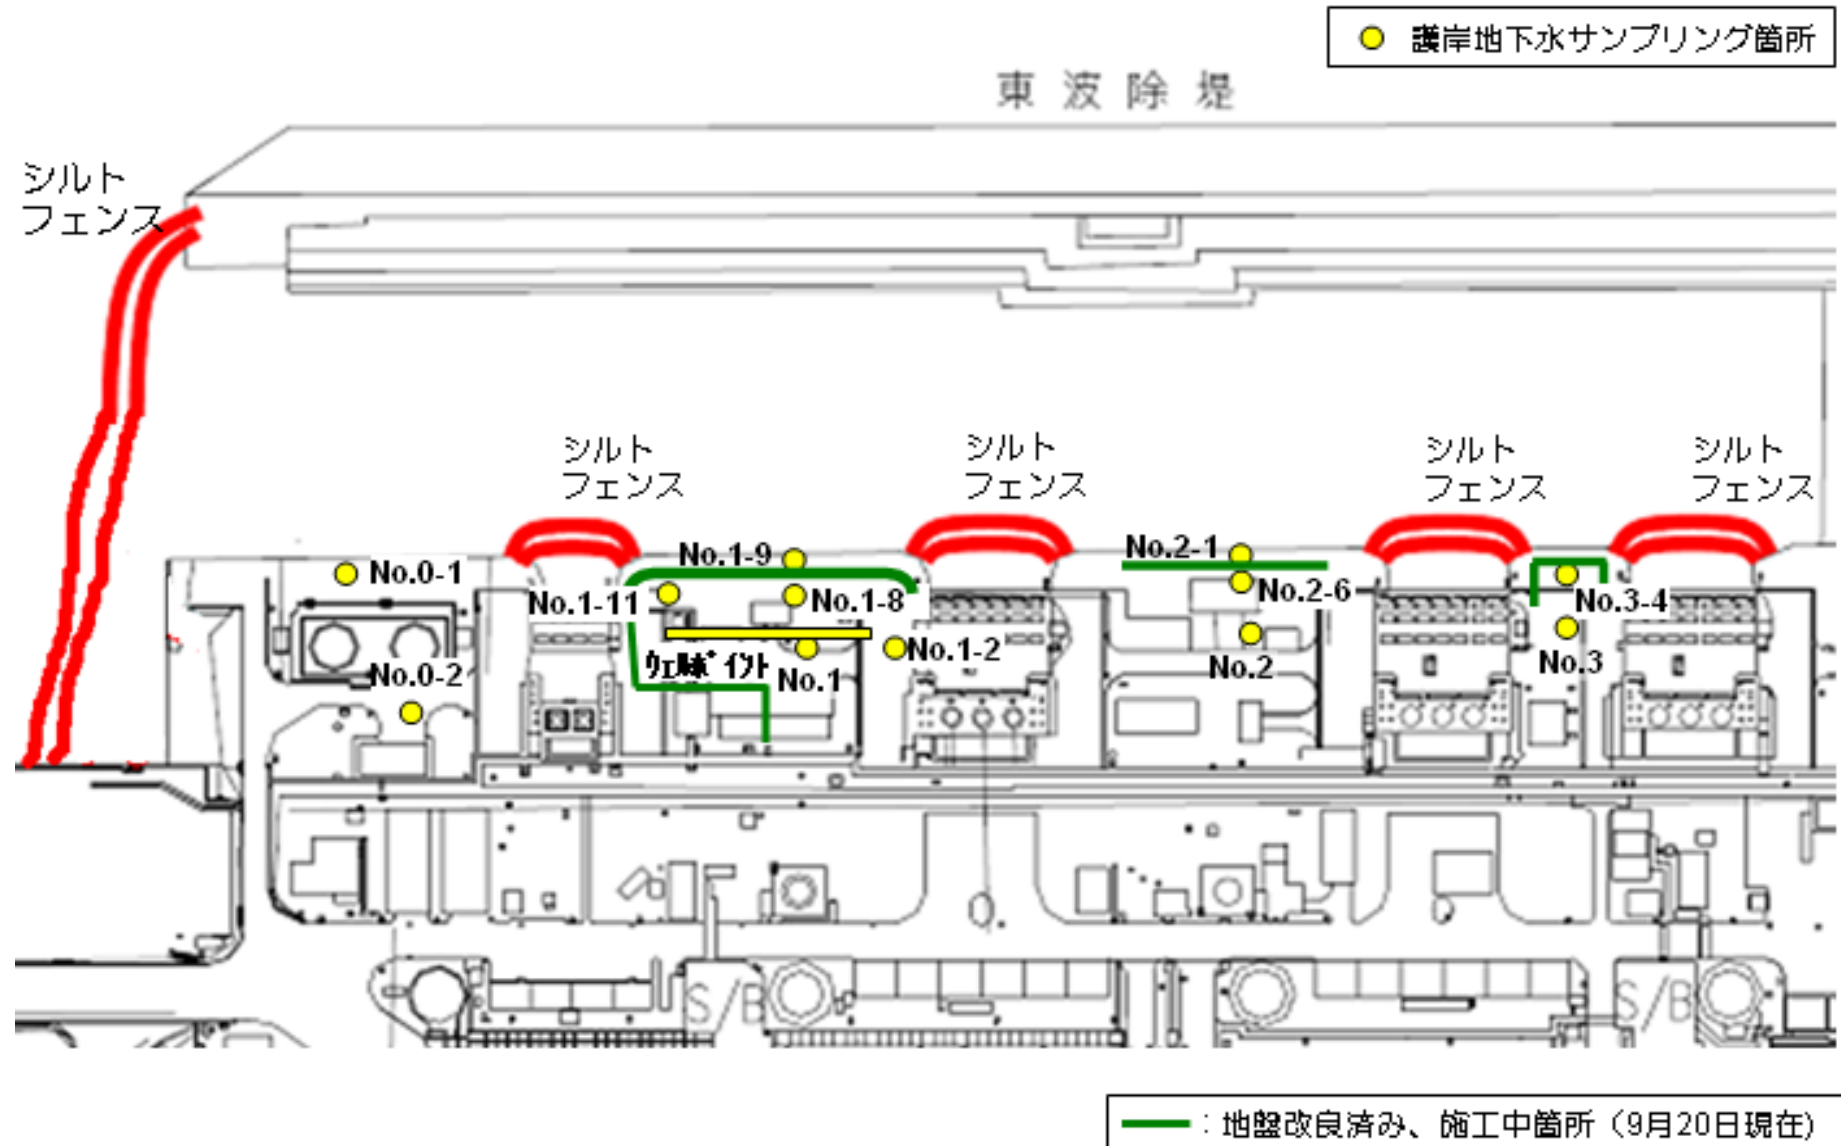 護岸地下水サンプリング箇所
東波除堤
シルト
フェンス
シルト
フェンス
シルト
フェンス
シルト
フェンス
シルト
フェンス
No.0-1
No.1-9
No.2-1
No.1-11
No.1-8
No.2-6
No.3-4
No.0-2
ウェルポイント
No.1
No.1-2
No.2
No.3
S/B
S/B
：地盤改良済み、施工中箇所（9月20日現在）